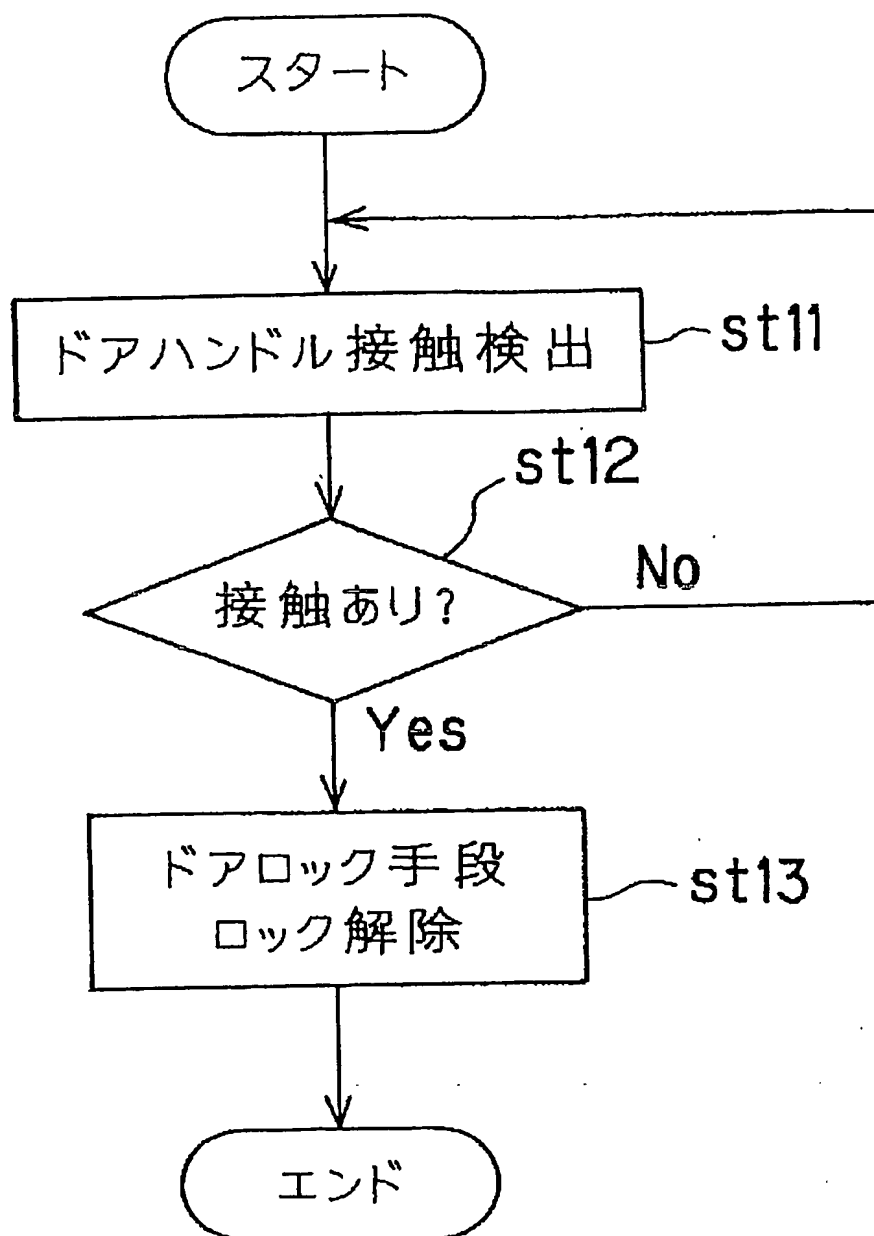 スタート
ドアハンドル接触検出
st11
st12
接触あり?
No
Yes
ドアロック手段
ロック解除
st13
エンド